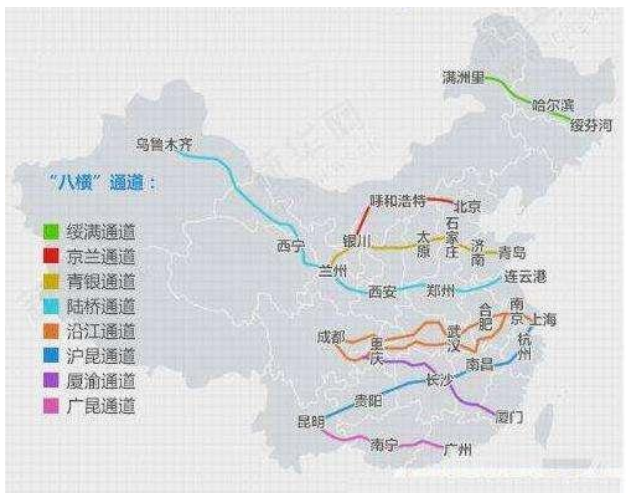 满洲里
哈尔滨
绥芬河
乌鲁木齐
“八横”通道：
呼和浩特
北京
绥满通道
京兰通道
青银通道
陆桥通道
沿江通道
沪昆通道
厦渝通道
广昆通道
西宁
银川
太原
石家庄
济南
青岛
兰州
西安
郑州
连云港
成都
重庆
武汉
合肥
南京
上海
杭州
南昌
长沙
贵阳
昆明
厦门
南宁
广州